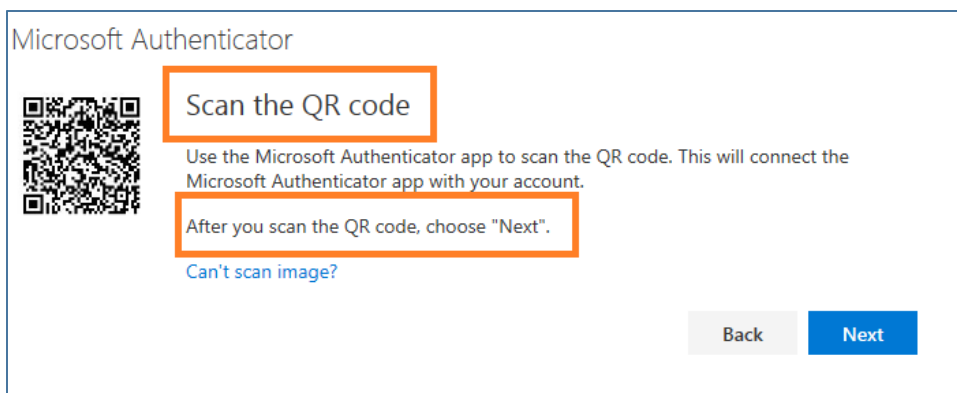 Microsoft Authenticator
Scan the QR code
Use the Microsoft Authenticator app to scan the QR code. This will connect the
Microsoft Authenticator app with your account.
After you scan the QR code, choose "Next".
Can't scan image?
Back
Next